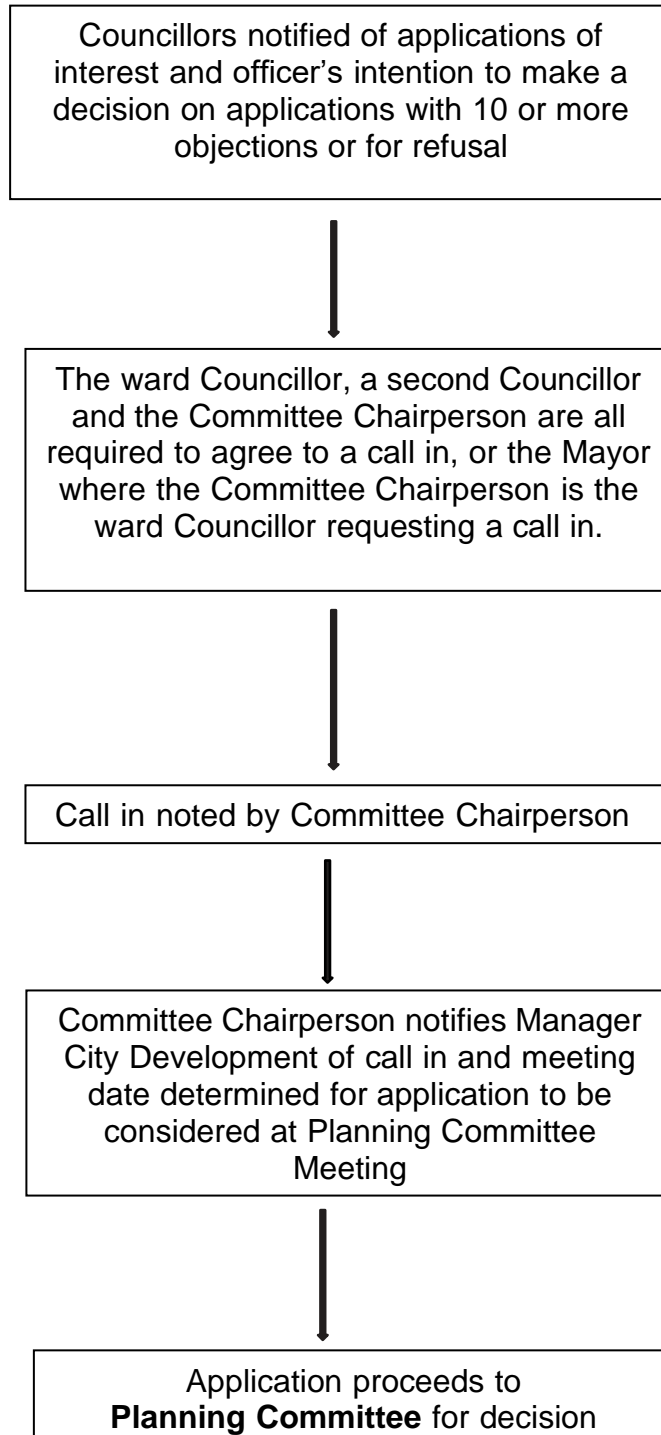 Councillors notified of applications of
interest and officer's intention to make a
decision on applications with 10 or more
objections or for refusal
The ward Councillor, a second Councillor
and the Committee Chairperson are all
required to agree to a call in, or the Mayor
where the Committee Chairperson is the
ward Councillor requesting a call in.
Call in noted by Committee Chairperson
Committee Chairperson notifies Manager
City Development of call in and meeting
date determined for application to be
considered at Planning Committee
Meeting
Application proceeds to
Planning Committee for decision